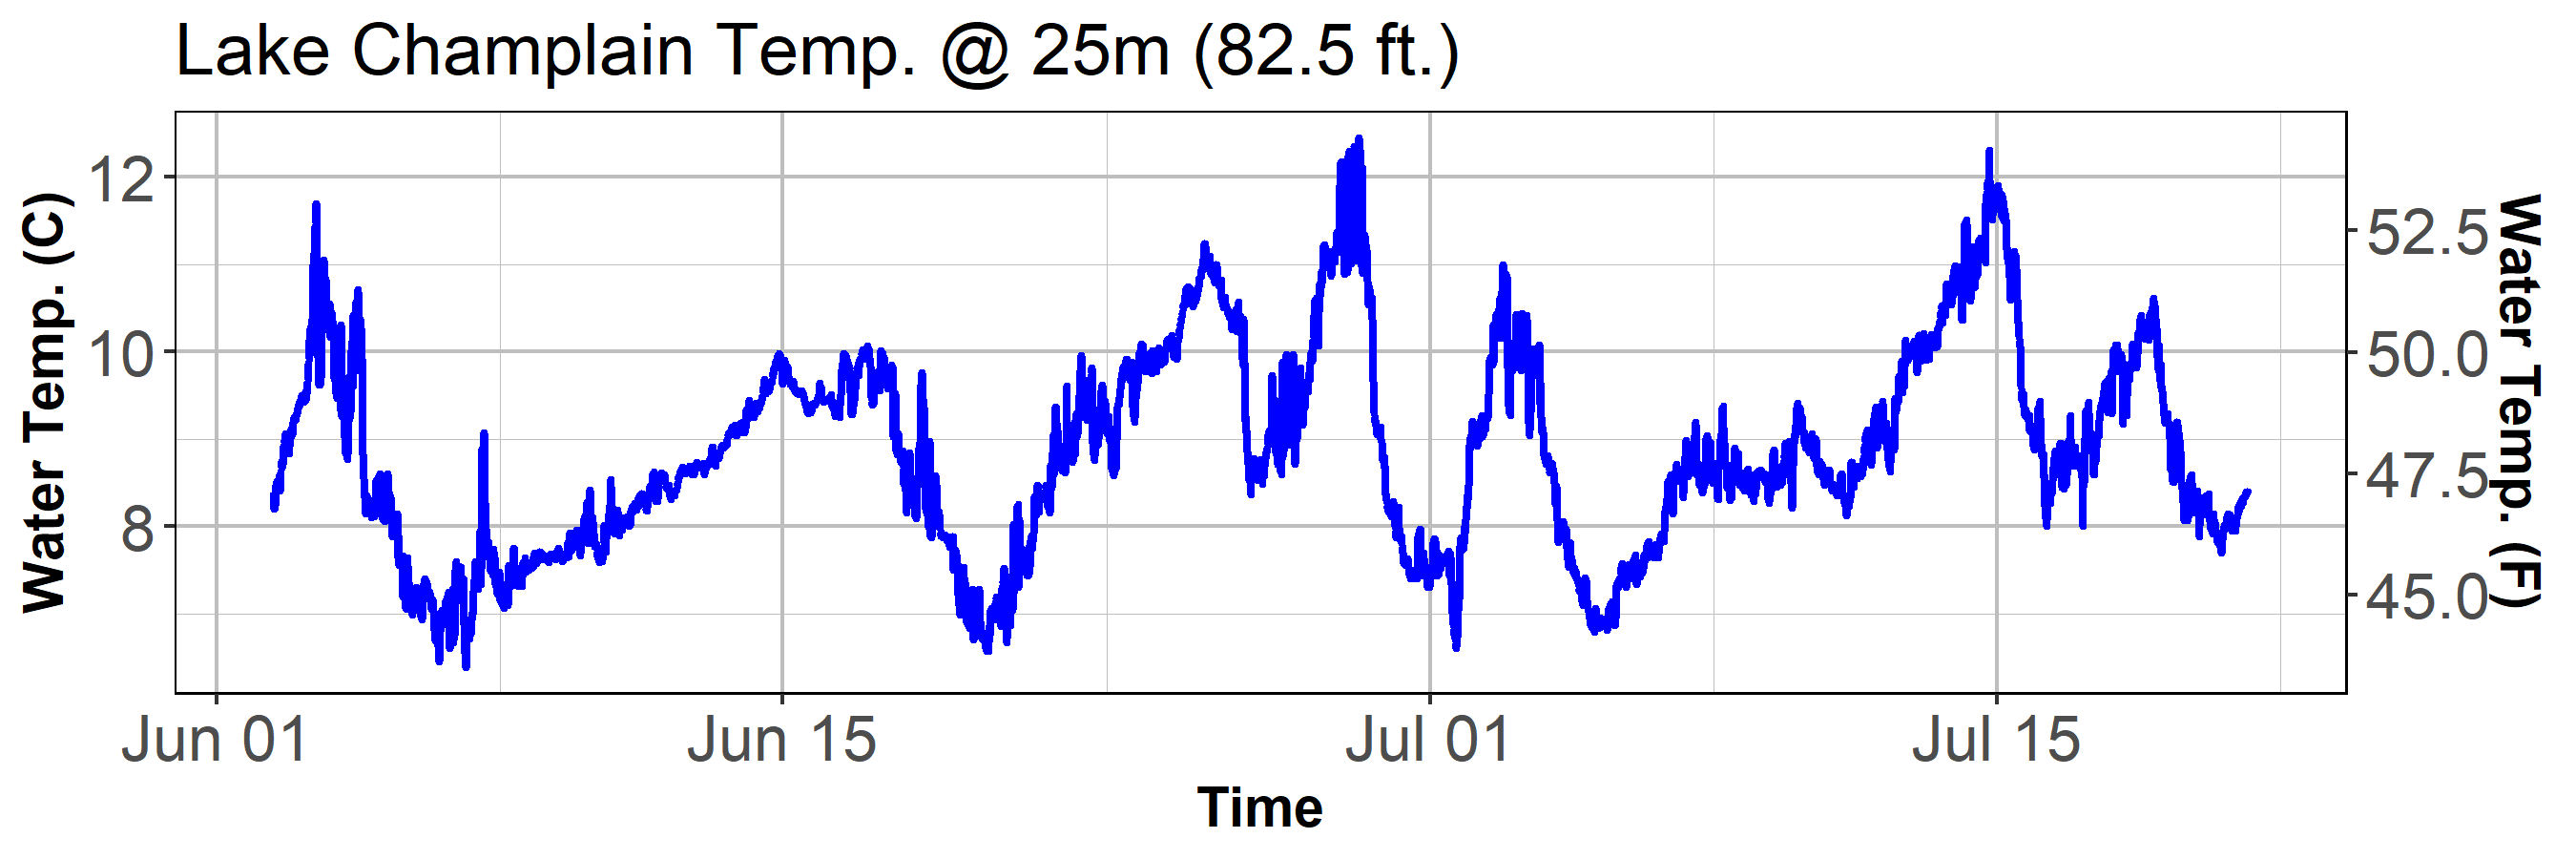 Lake Champlain Temp. @ 25m (82.5 ft.)
Water Temp. (C)
12
10
8
52.5
50.0
47.5
45.0
Water Temp. (F)
Jun 01
Jun 15
Jul 01
Jul 15
Time